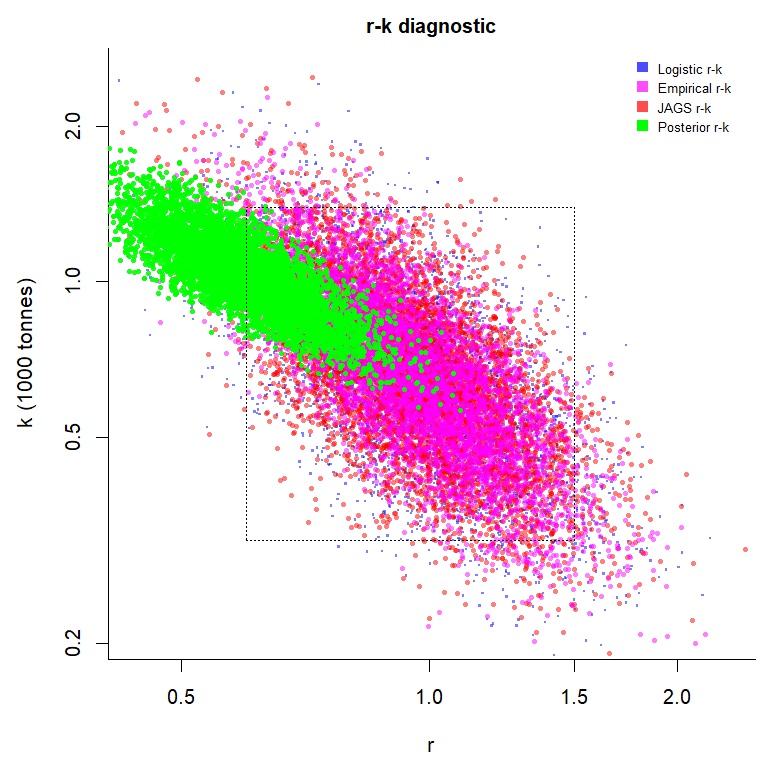 r-k diagnostic
Logistic r-k
Empirical r-k
JAGS r-k
Posterior r-k
2.0
1.0
0.5
0.2
k (1000 tonnes)
0.5 1.0 1.5 2.0
r